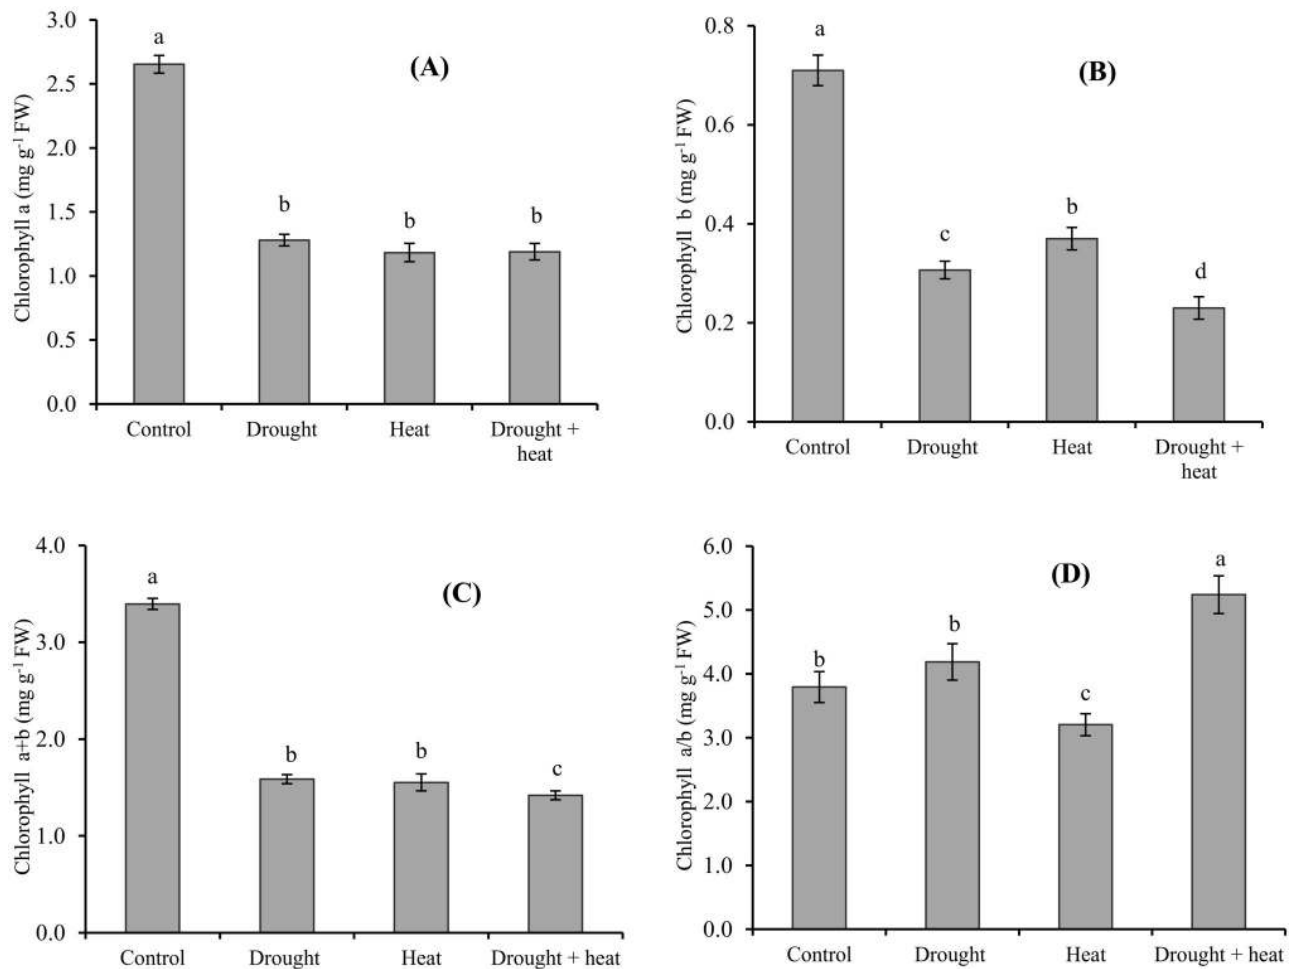 (A)
Chlorophyll a (mg g⁻¹ FW)
3.0
2.5
2.0
1.5
1.0
0.5
0.0
a
b
b
b
Control
Drought
Heat
Drought +
heat
(B)
Chlorophyll b (mg g⁻¹ FW)
0.8
0.6
0.4
0.2
0.0
a
c
b
d
Control
Drought
Heat
Drought +
heat
(C)
Chlorophyll a+b (mg g⁻¹ FW)
4.0
3.0
2.0
1.0
0.0
a
b
b
c
Control
Drought
Heat
Drought + heat
(D)
Chlorophyll a/b (mg g⁻¹ FW)
6.0
5.0
4.0
3.0
2.0
1.0
0.0
b
b
c
a
Control
Drought
Heat
Drought + heat